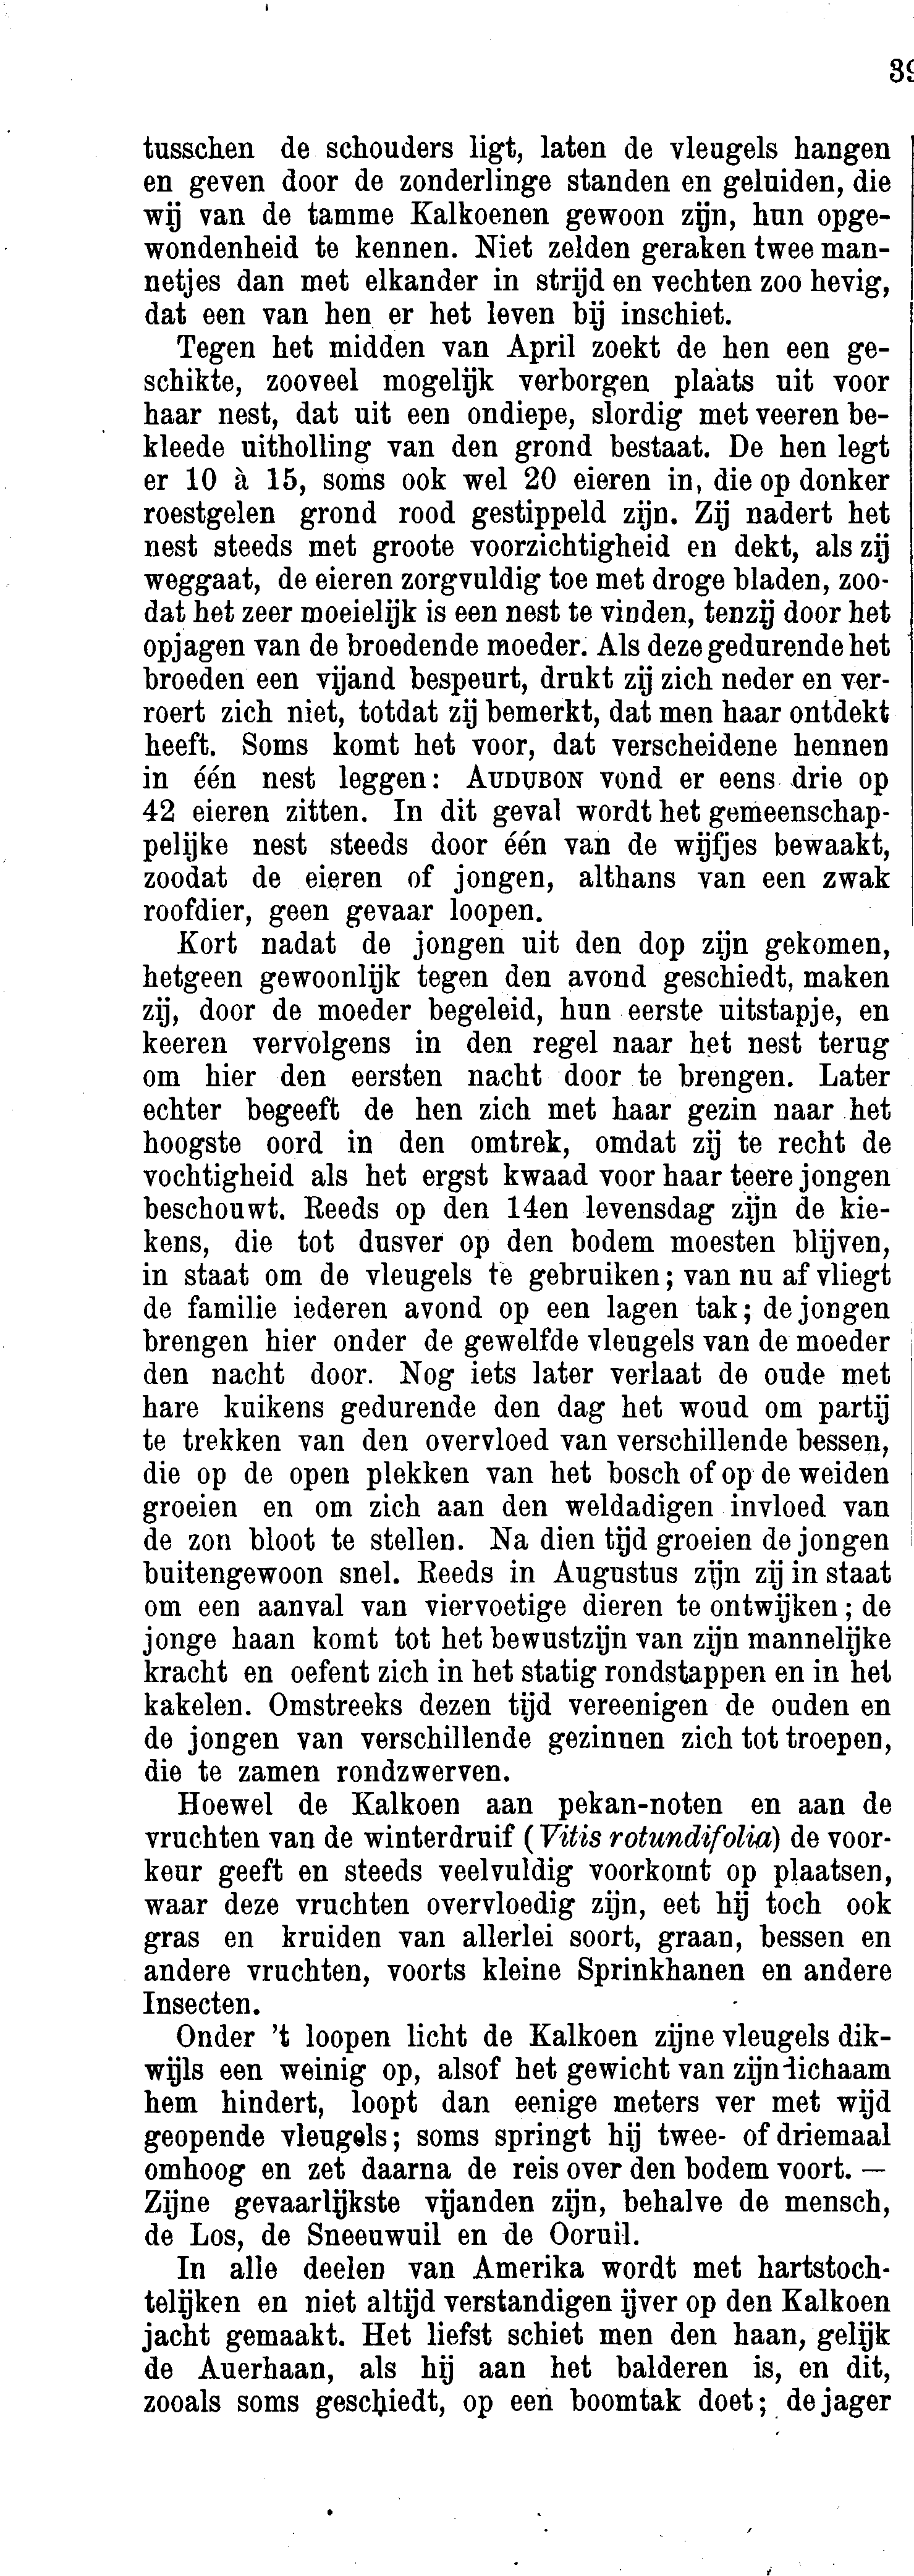 39
tusschen de schouders ligt, laten de vleugels hangen
en geven door de zonderlinge standen en geluiden, die
wij van de tamme Kalkoenen gewoon zijn, hun opge-
wondenheid te kennen. Niet zelden geraken twee man-
netjes dan met elkander in strijd en vechten zoo hevig,
dat een van hen er het leven bij inschiet.
Tegen het midden van April zoekt de hen een ge-
schikte, zooveel mogelijk verborgen plaats uit voor
haar nest, dat uit een ondiepe, slordig met veeren be-
kleede uitholling van den grond bestaat. De hen legt
er 10 à 15, soms ook wel 20 eieren in, die op donker
roestgelen grond rood gestippeld zijn. Zij nadert het
nest steeds met groote voorzichtigheid en dekt, als zij
weggaat, de eieren zorgvuldig toe met droge bladen, zoo-
dat het zeer moeielijk is een nest te vinden, tenzij door het
opjagen van de broedende moeder. Als deze gedurende het
broeden een vijand bespeurt, drukt zij zich neder en ver-
roert zich niet, totdat zij bemerkt, dat men haar ontdekt
heeft. Soms komt het voor, dat verscheidene hennen
in één nest leggen: AUDUBON vond er eens drie op
42 eieren zitten. In dit geval wordt het gemeenschap-
pelijke nest steeds door één van de wijfjes bewaakt,
zoodat de eieren of jongen, althans van een zwak
roofdier, geen gevaar loopen.
Kort nadat de jongen uit den dop zijn gekomen,
hetgeen gewoonlijk tegen den avond geschiedt, maken
zij, door de moeder begeleid, hun eerste uitstapje, en
keeren vervolgens in den regel naar het nest terug
om hier den eersten nacht door te brengen. Later
echter begeeft de hen zich met haar gezin naar het
hoogste oord in den omtrek, omdat zij te recht de
vochtigheid als het ergst kwaad voor haar teere jongen
beschouwt. Reeds op den 14en levensdag zijn de kie-
kens, die tot dusver op den bodem moesten blijven,
in staat om de vleugels te gebruiken; van nu af vliegt
de familie iederen avond op een lagen tak; de jongen
brengen hier onder de gewelfde vleugels van de moeder
den nacht door. Nog iets later verlaat de oude met
hare kuikens gedurende den dag het woud om partij
te trekken van den overvloed van verschillende bessen,
die op de open plekken van het bosch of op de weiden
groeien en om zich aan den weldadigen invloed van
de zon bloot te stellen. Na dien tijd groeien de jongen
buitengewoon snel. Reeds in Augustus zijn zij in staat
om een aanval van viervoetige dieren te ontwijken; de
jonge haan komt tot het bewustzijn van zijn mannelijke
kracht en oefent zich in het statig rondstappen en in het
kakelen. Omstreeks dezen tijd vereenigen de ouden en
de jongen van verschillende gezinnen zich tot troepen,
die te zamen rondzwerven.
Hoewel de Kalkoen aan pekan-noten en aan de
vruchten van de winterdruif (Vitis rotundifolia) de voor-
keur geeft en steeds veelvuldig voorkomt op plaatsen,
waar deze vruchten overvloedig zijn, eet hij toch ook
gras en kruiden van allerlei soort, graan, bessen en
andere vruchten, voorts kleine Sprinkhanen en andere
Insecten.
Onder 't loopen licht de Kalkoen zijne vleugels dik-
wijls een weinig op, alsof het gewicht van zijn lichaam
hem hindert, loopt dan eenige meters ver met wijd
geopende vleugels; soms springt hij twee- of driemaal
omhoog en zet daarna de reis over den bodem voort. —
Zijne gevaarlijkste vijanden zijn, behalve de mensch,
de Los, de Sneeuwuil en de Ooruil.
In alle deelen van Amerika wordt met hartstoch-
telijken en niet altijd verstandigen ijver op den Kalkoen
jacht gemaakt. Het liefst schiet men den haan, gelijk
de Auerhaan, als hij aan het balderen is, en dit,
zooals soms geschiedt, op een boomtak doet; de jager